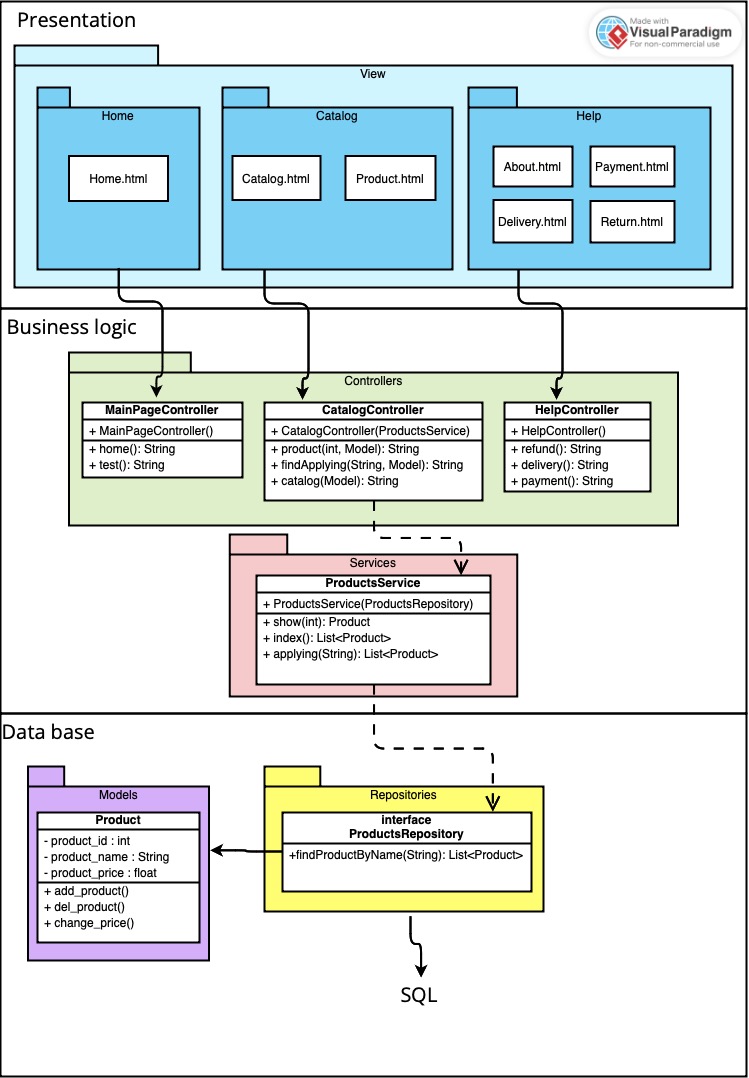 Presentation
Made with
VisualParadigm
For non-commercial use
View
Home
Catalog
Help
Home.html
Catalog.html
Product.html
About.html
Payment.html
Delivery.html
Return.html
Business logic
Controllers
MainPageController
+ MainPageController()
+ home(): String
+ test(): String
CatalogController
+ CatalogController(ProductsService)
+ product(int, Model): String
+ findApplying(String, Model): String
+ catalog(Model): String
HelpController
+ HelpController()
+ refund(): String
+ delivery(): String
+ payment(): String
Services
ProductsService
+ ProductsService(ProductsRepository)
+ show(int): Product
+ index(): List<Product>
+ applying(String): List<Product>
Data base
Models
Product
- product_id : int
- product_name : String
- product_price : float
+ add_product()
+ del_product()
+ change_price()
Repositories
interface
ProductsRepository
+findProductByName(String): List<Product>
SQL